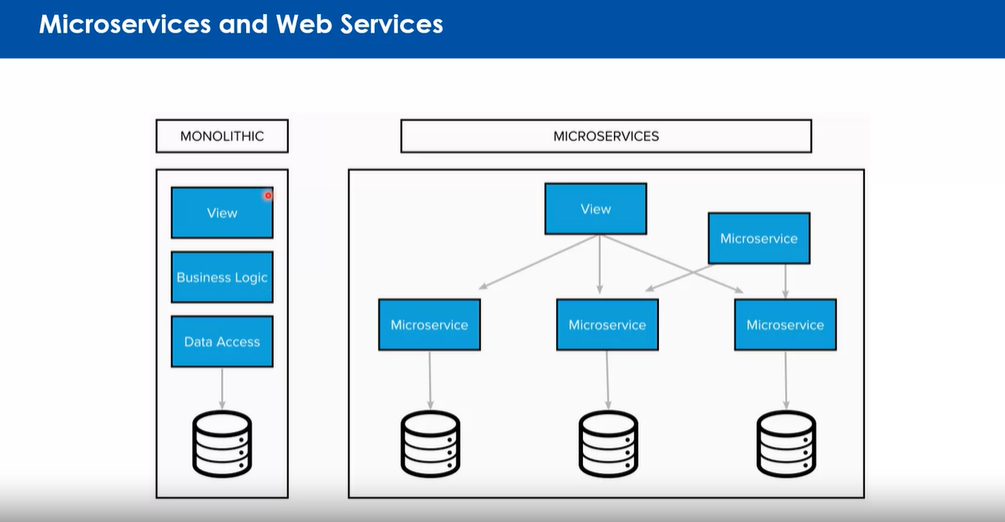 Microservices and Web Services
MONOLITHIC
MICROSERVICES
View
Business Logic
Data Access
View
Microservice
Microservice
Microservice
Microservice